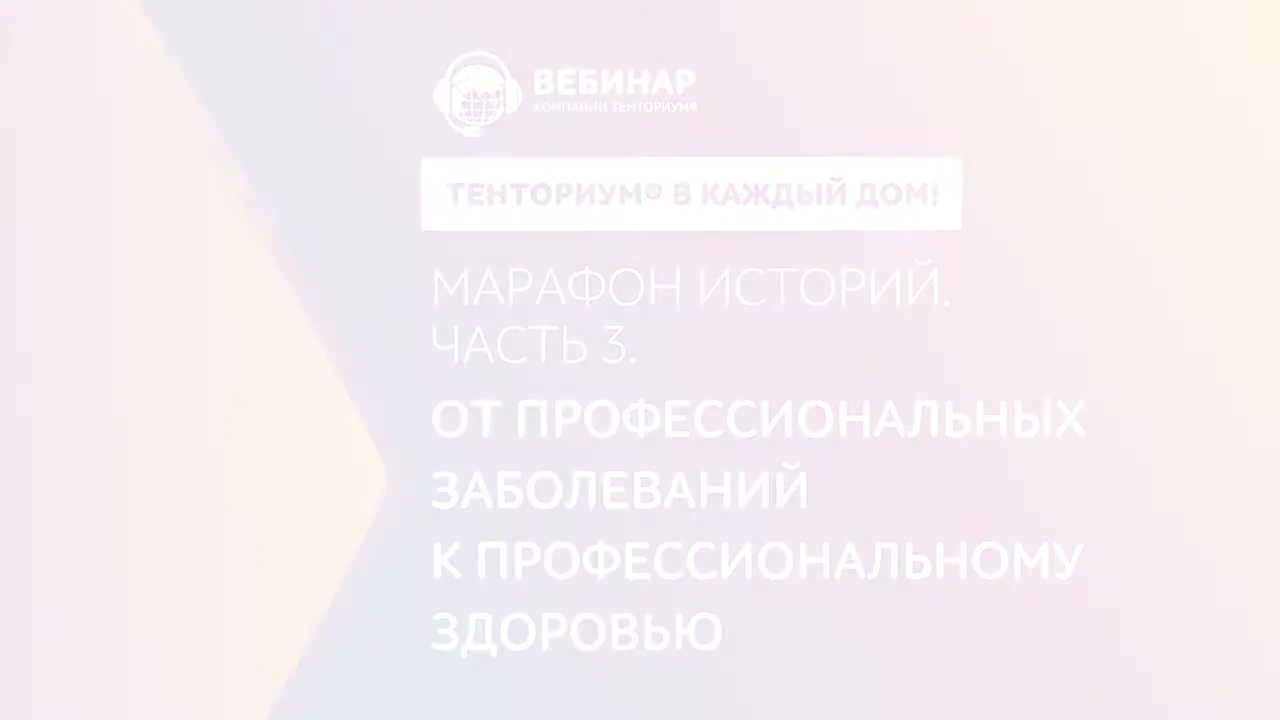 ВЕБИНАР
КОМПАНИИ ТЕНТОРИУМ®
ТЕНТОРИУМ® В КАЖДЫЙ ДОМ!
МАРАФОН ИСТОРИЙ.
ЧАСТЬ 3.
ОТ ПРОФЕССИОНАЛЬНЫХ
ЗАБОЛЕВАНИЙ
К ПРОФЕССИОНАЛЬНОМУ
ЗДОРОВЬЮ